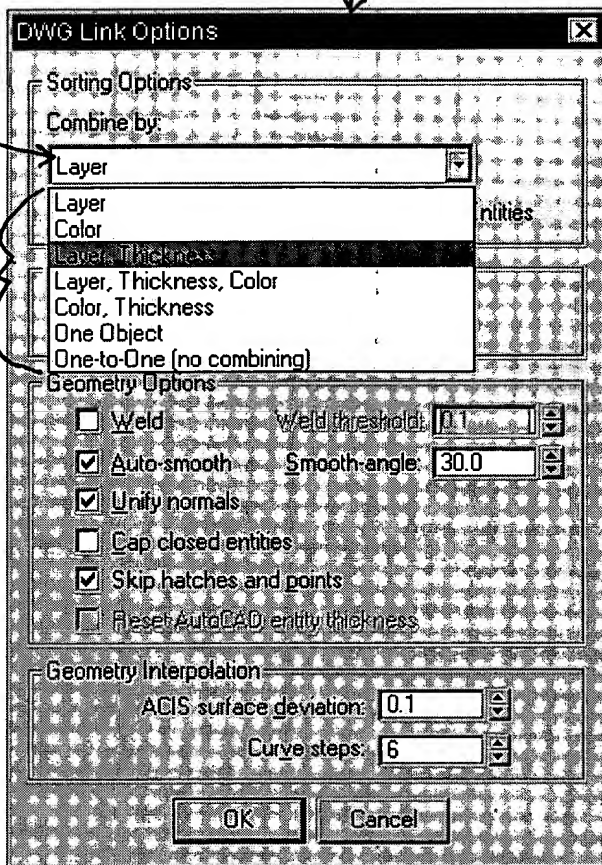 DWG Link Options
Sorting Options
Combine by:
Layer
Layer
Color
ntities
Layer, Thickness
Layer, Thickness, Color
Color, Thickness
One Object
One-to-One (no combining)
Geometry Options
Weld Weld threshold: 0.1
Auto-smooth Smooth-angle: 30.0
Unify normals
Cap closed entities
Skip hatches and points
Reset AutoCAD entity thickness
Geometry Interpolation
ACIS surface deviation: 0.1
Curve steps: 6
OK Cancel